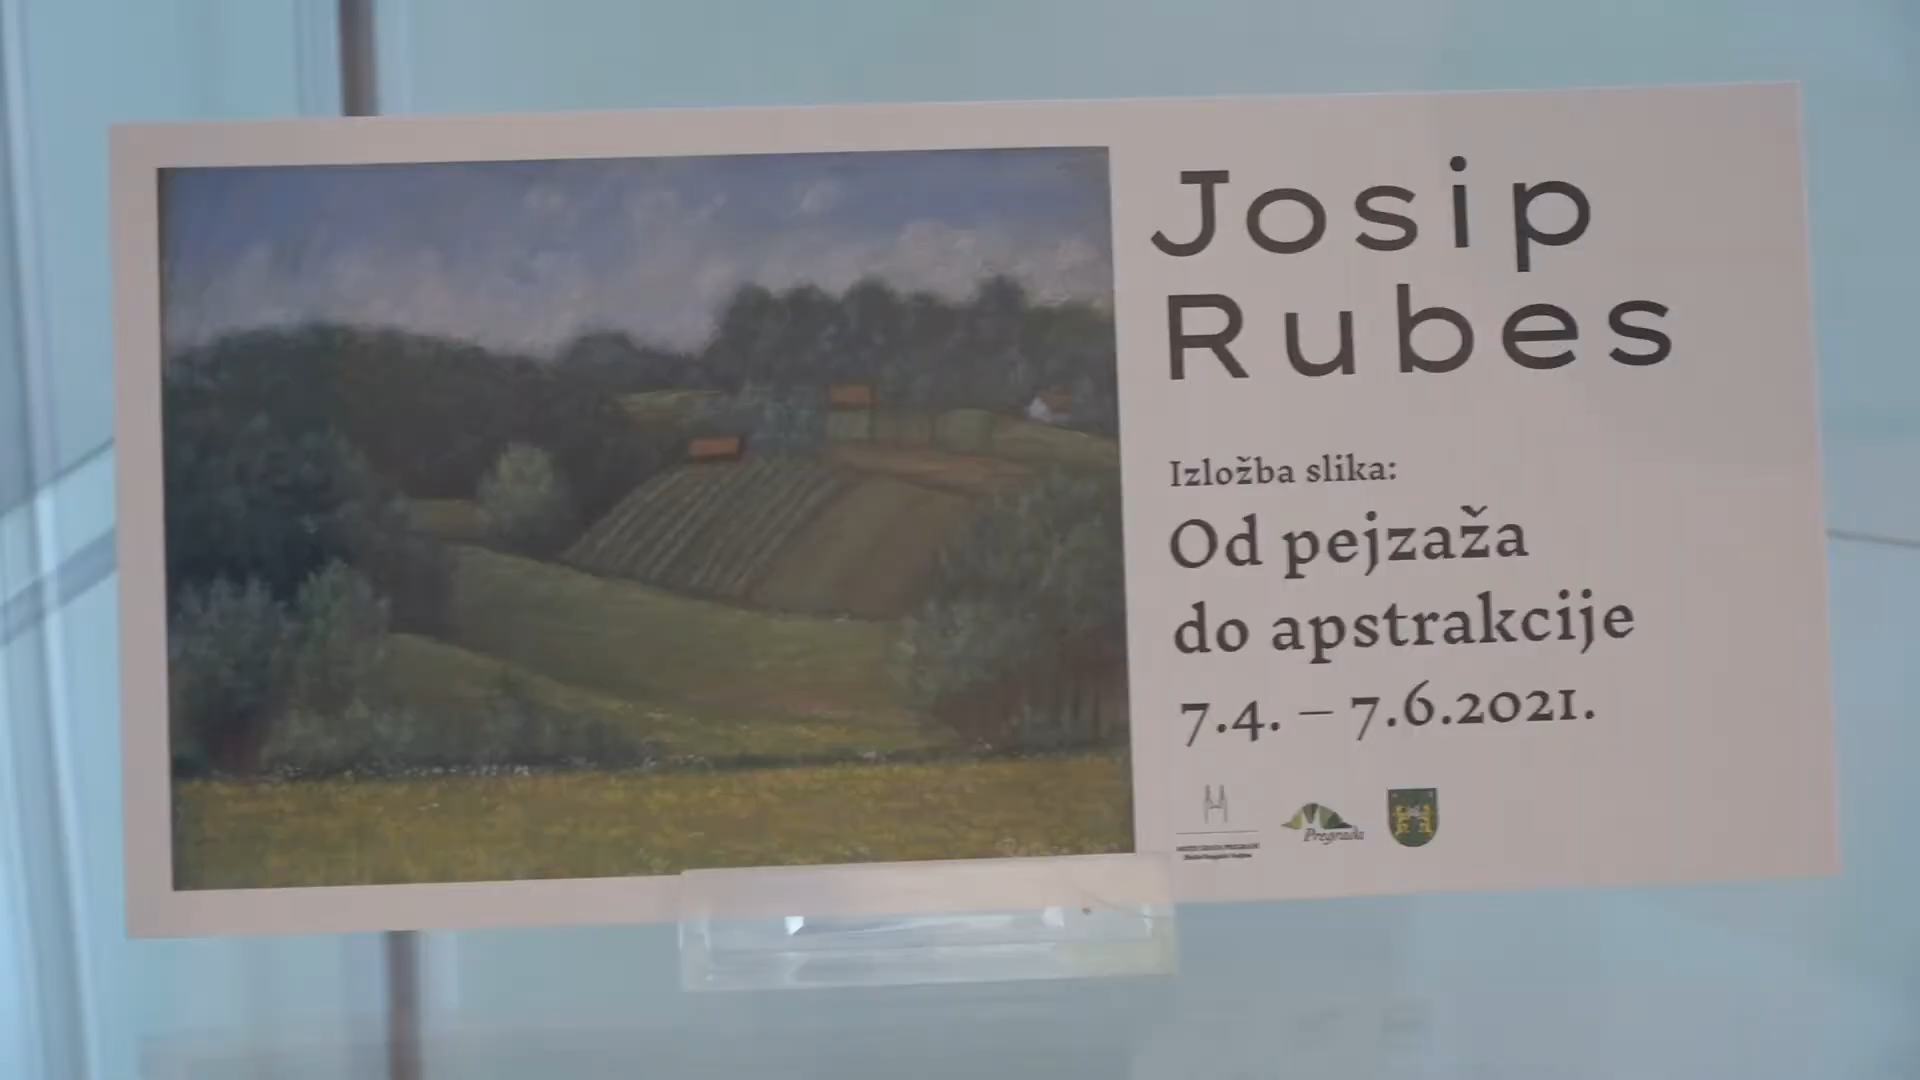 Josip
Rubes
Izložba slika:
Od pejzaža
do apstrakcije
7.4. – 7.6.2021.
Pregrada